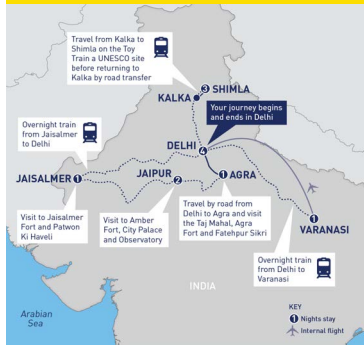 Travel from Kalka to
Shimla on the Toy
Train a UNESCO site
before returning to
Kalka by road transfer
3 SHIMLA
KALKA
Your journey begins
and ends in Delhi
Overnight train
from Jaisalmer
to Delhi
DELHI
4
JAISALMER 1
JAIPUR
2
1 AGRA
Visit to Jaisalmer
Fort and Patwon
Ki Haveli
Visit to Amber
Fort, City Palace
and Observatory
Travel by road from
Delhi to Agra and visit
the Taj Mahal, Agra
Fort and Fatehpur Sikri
1
VARANASI
Overnight train
from Delhi to
Varanasi
INDIA
Arabian
Sea
KEY
1 Nights stay
Internal flight